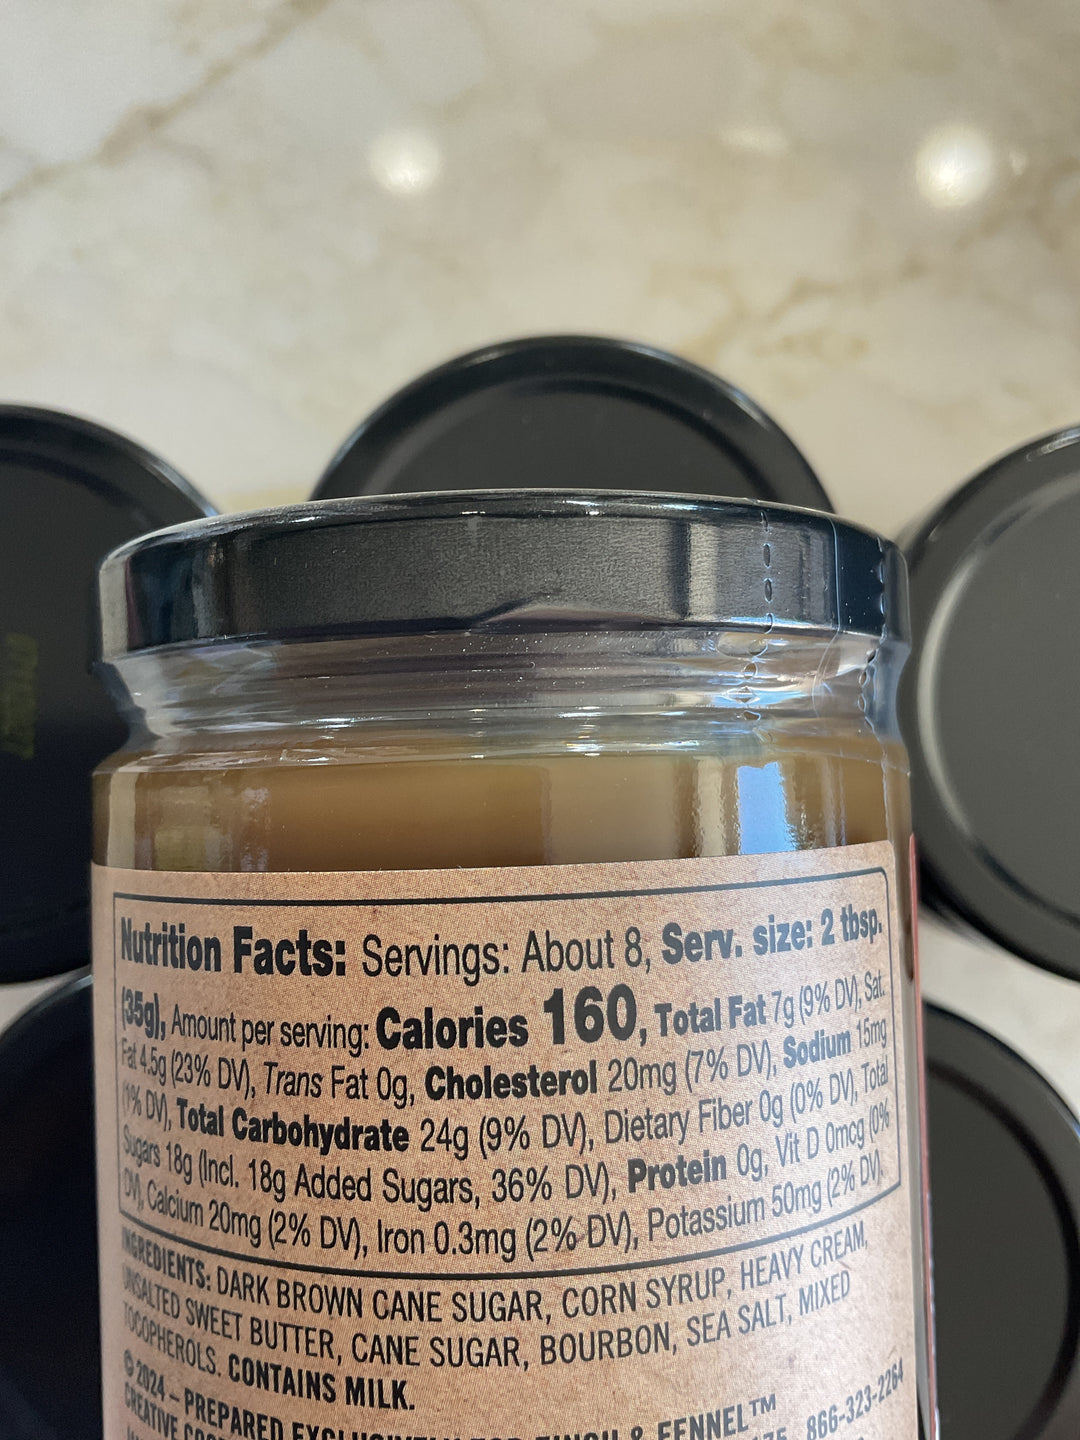 Nutrition Facts: Servings: About 8, Serv. size: 2 tbsp.
(35g), Amount per serving: Calories 160, Total Fat 7g (9% DV), Sat.
Fat 4.5g (23% DV), Trans Fat 0g, Cholesterol 20mg (7% DV), Sodium 15mg
(1% DV), Total Carbohydrate 24g (9% DV), Dietary Fiber 0g (0% DV), Total
Sugars 18g (Incl. 18g Added Sugars, 36% DV), Protein 0g, Vit D 0mcg (0%
DV), Calcium 20mg (2% DV), Iron 0.3mg (2% DV), Potassium 50mg (2% DV).
INGREDIENTS: DARK BROWN CANE SUGAR, CORN SYRUP, HEAVY CREAM,
UNSALTED SWEET BUTTER, CANE SUGAR, BOURBON, SEA SALT, MIXED
TOCOPHEROLS. CONTAINS MILK.
© 2024 – PREPARED EXCLUSIVELY FOR FINCH & FENNEL™
CREATIVE 866-323-2264